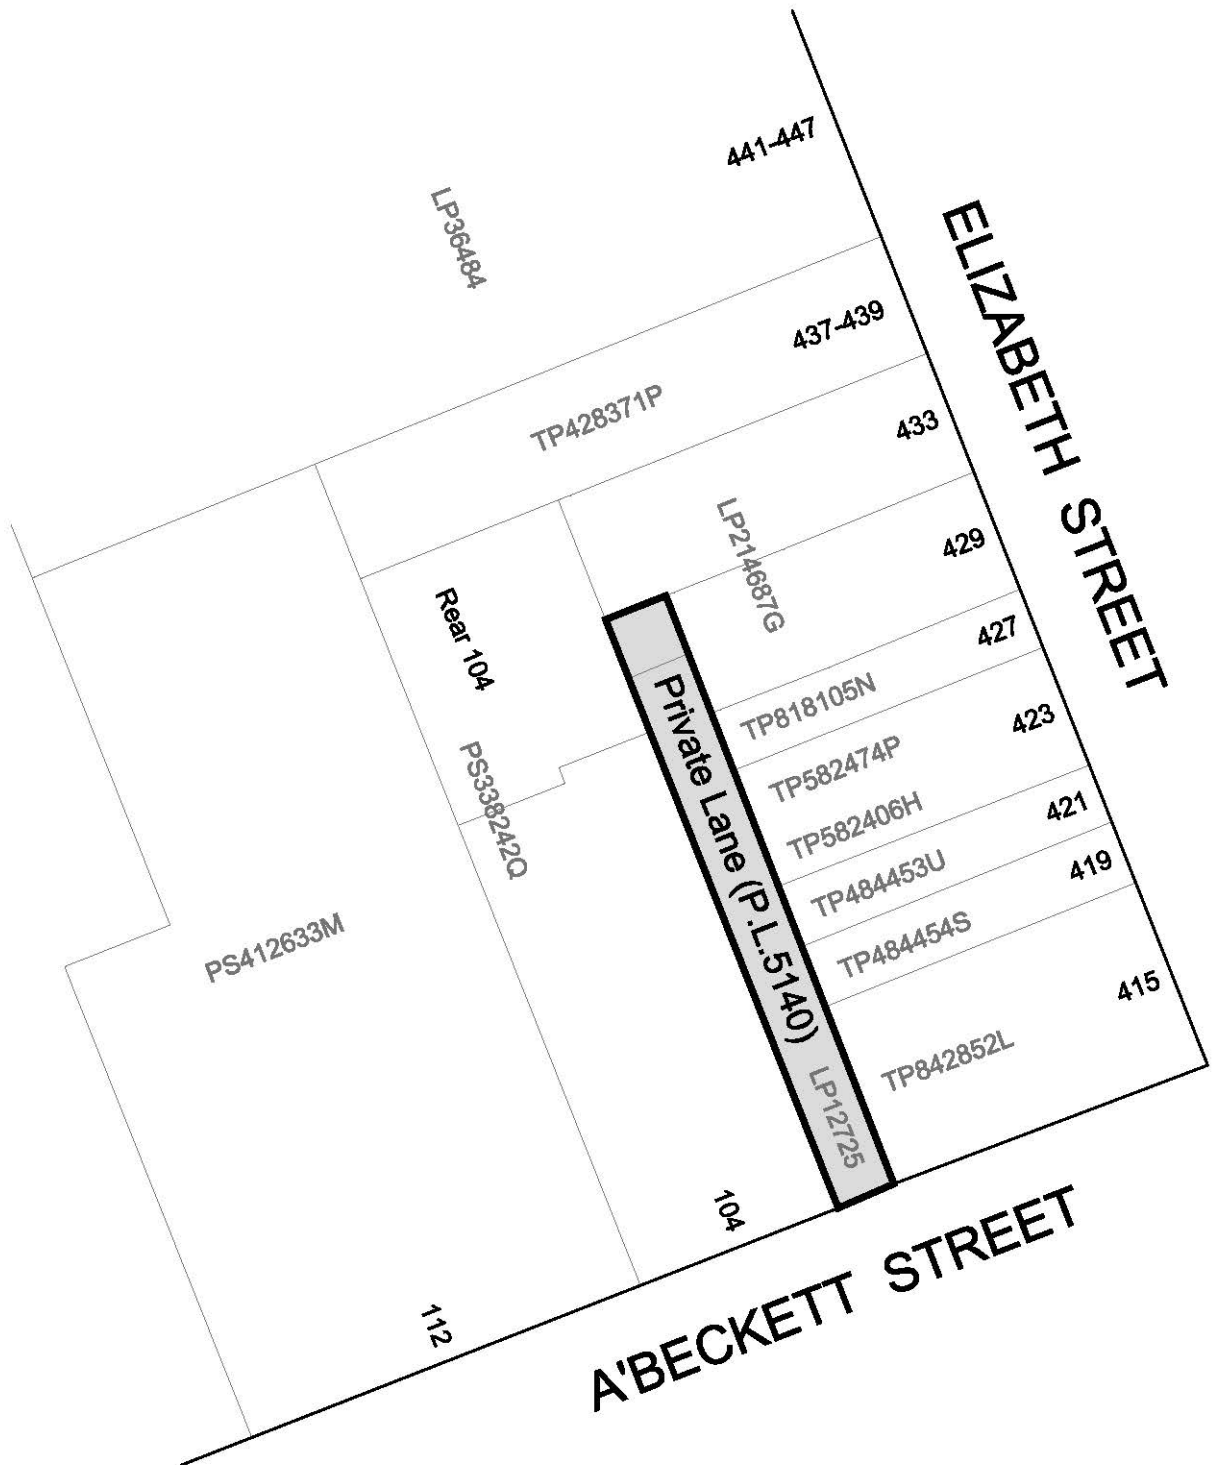 441-447
LP36484
ELIZABETH STREET
437-439
TP428371P
433
LP214687G
429
Rear 104
427
TP818105N
Private Lane (P.L.5140)
423
TP582474P
PS338242Q
TP582406H
421
TP484453U
419
PS412633M
TP484454S
415
TP842852L
LP12725
104
112
A'BECKETT STREET